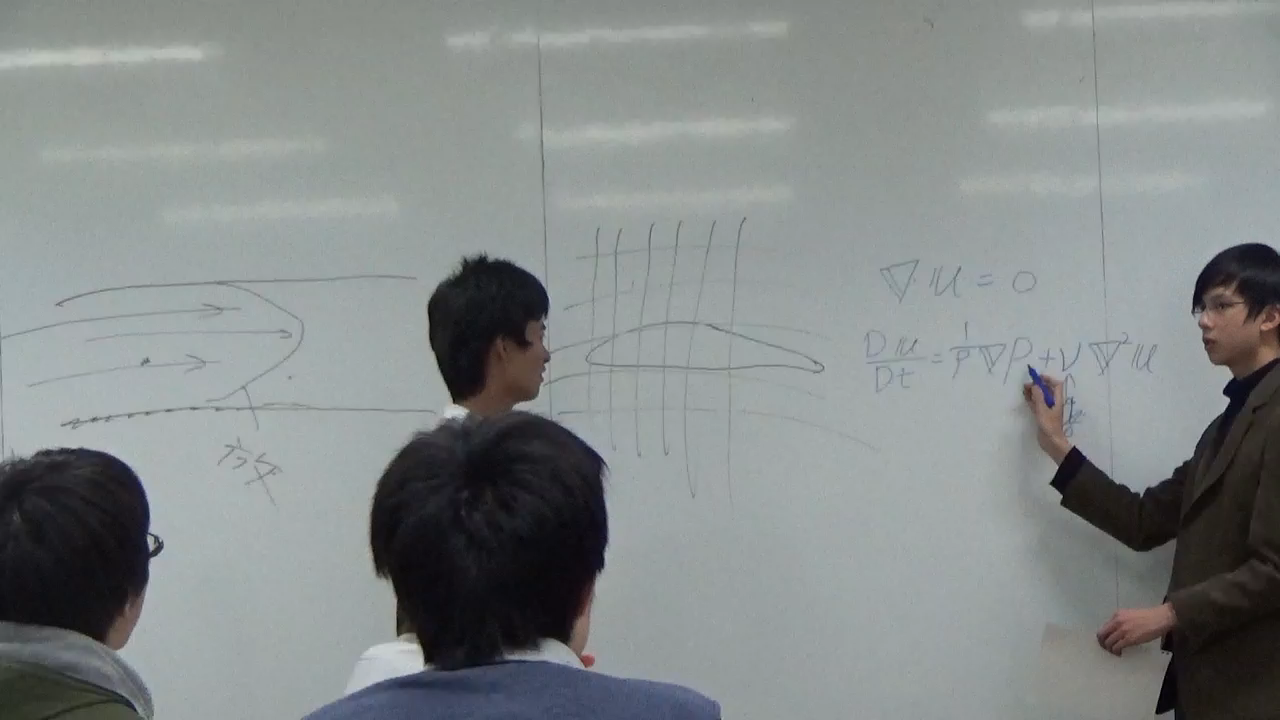 ∇·u = 0
Du/Dt = 1/ρ ∇p + ν ∇²u